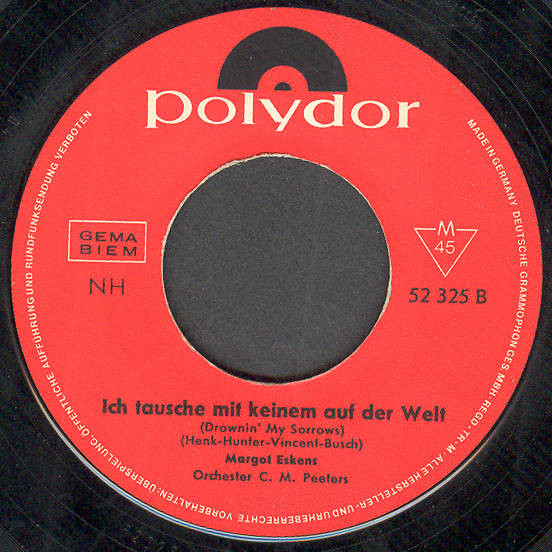 polydor
GEMA
BIEM
NH
M
45
52 325 B
Ich tausche mit keinem auf der Welt
(Drownin' My Sorrows)
(Henk-Hunter-Vincent-Busch)
Margot Eskens
Orchester C. M. Peeters
MADE IN GERMANY DEUTSCHE GRAMMOPHON GES MBH REGD·TR·M·ALLE HERSTELLER-UND URHEBERRECHTE VORBEHALTEN·ÜBERSPIELUNG, ÖFFENTLICHE AUFFÜHRUNG UND RUNDFUNKSENDUNG VERBOTEN